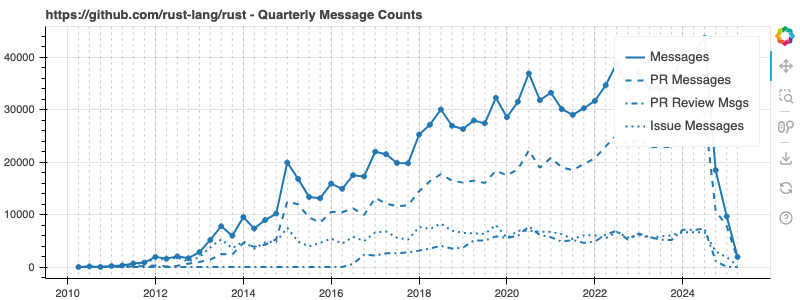 https://github.com/rust-lang/rust - Quarterly Message Counts
40000
30000
20000
10000
0
2010
2012
2014
2016
2018
2020
2022
2024
Messages
PR Messages
PR Review Msgs
Issue Messages